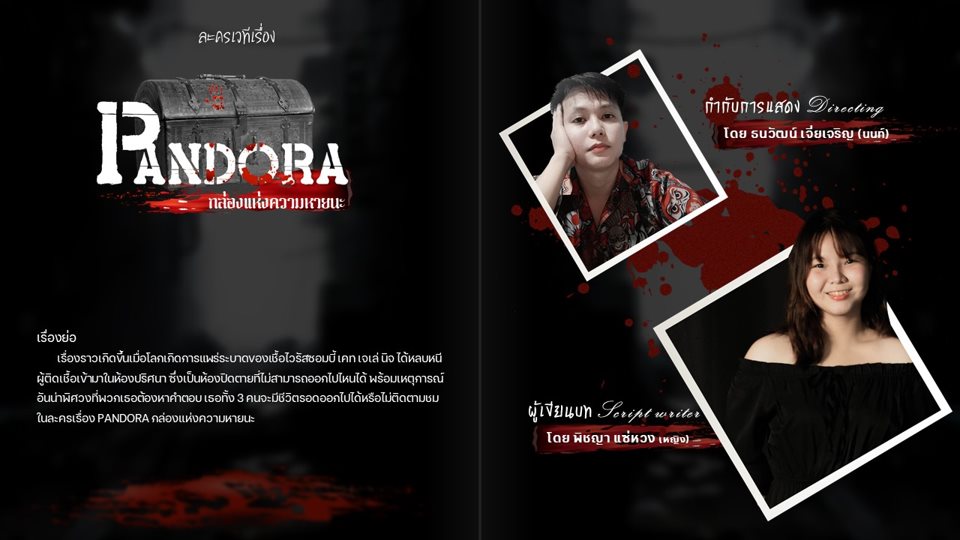 ละครเวทีเรื่อง
PANDORA
กล่องแห่งความหายนะ
เรื่องย่อ
เรื่องราวเกิดขึ้นเมื่อโลกเกิดการแพร่ระบาดของเชื้อไวรัสซอมบี้ เคท เจเล่ นิจ ได้หลบหนี
ผู้ติดเชื้อเข้ามาในห้องปริศนา ซึ่งเป็นห้องปิดตายที่ไม่สามารถออกไปไหนได้ พร้อมเหตุการณ์
อันน่าพิศวงที่พวกเธอต้องหาคำตอบ เธอทั้ง 3 คนจะมีชีวิตรอดออกไปได้หรือไม่ติดตามชม
ในละครเรื่อง PANDORA กล่องแห่งความหายนะ
กำกับการแสดง Directing
โดย ธนวัฒน์ เจี่ยเจริญ (นนท์)
ผู้เขียนบท Script writer
โดย พิชญา แซ่หวง (หญิง)